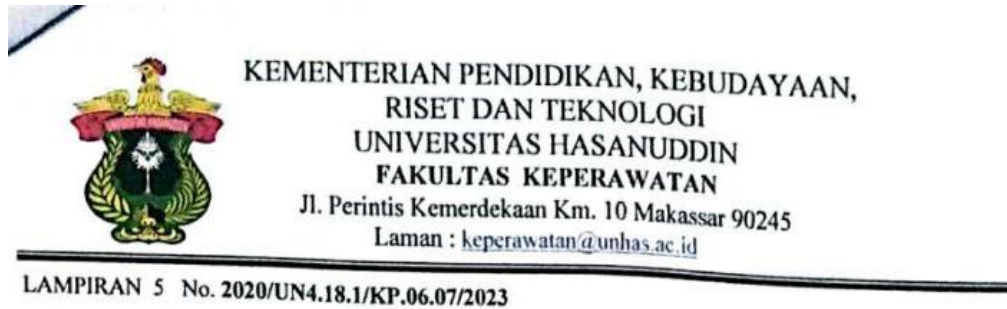 KEMENTERIAN PENDIDIKAN, KEBUDAYAAN,
RISET DAN TEKNOLOGI
UNIVERSITAS HASANUDDIN
FAKULTAS KEPERAWATAN
Jl. Perintis Kemerdekaan Km. 10 Makassar 90245
Laman : keperawatan@unhas.ac.id
LAMPIRAN 5 No. 2020/UN4.18.1/KP.06.07/2023